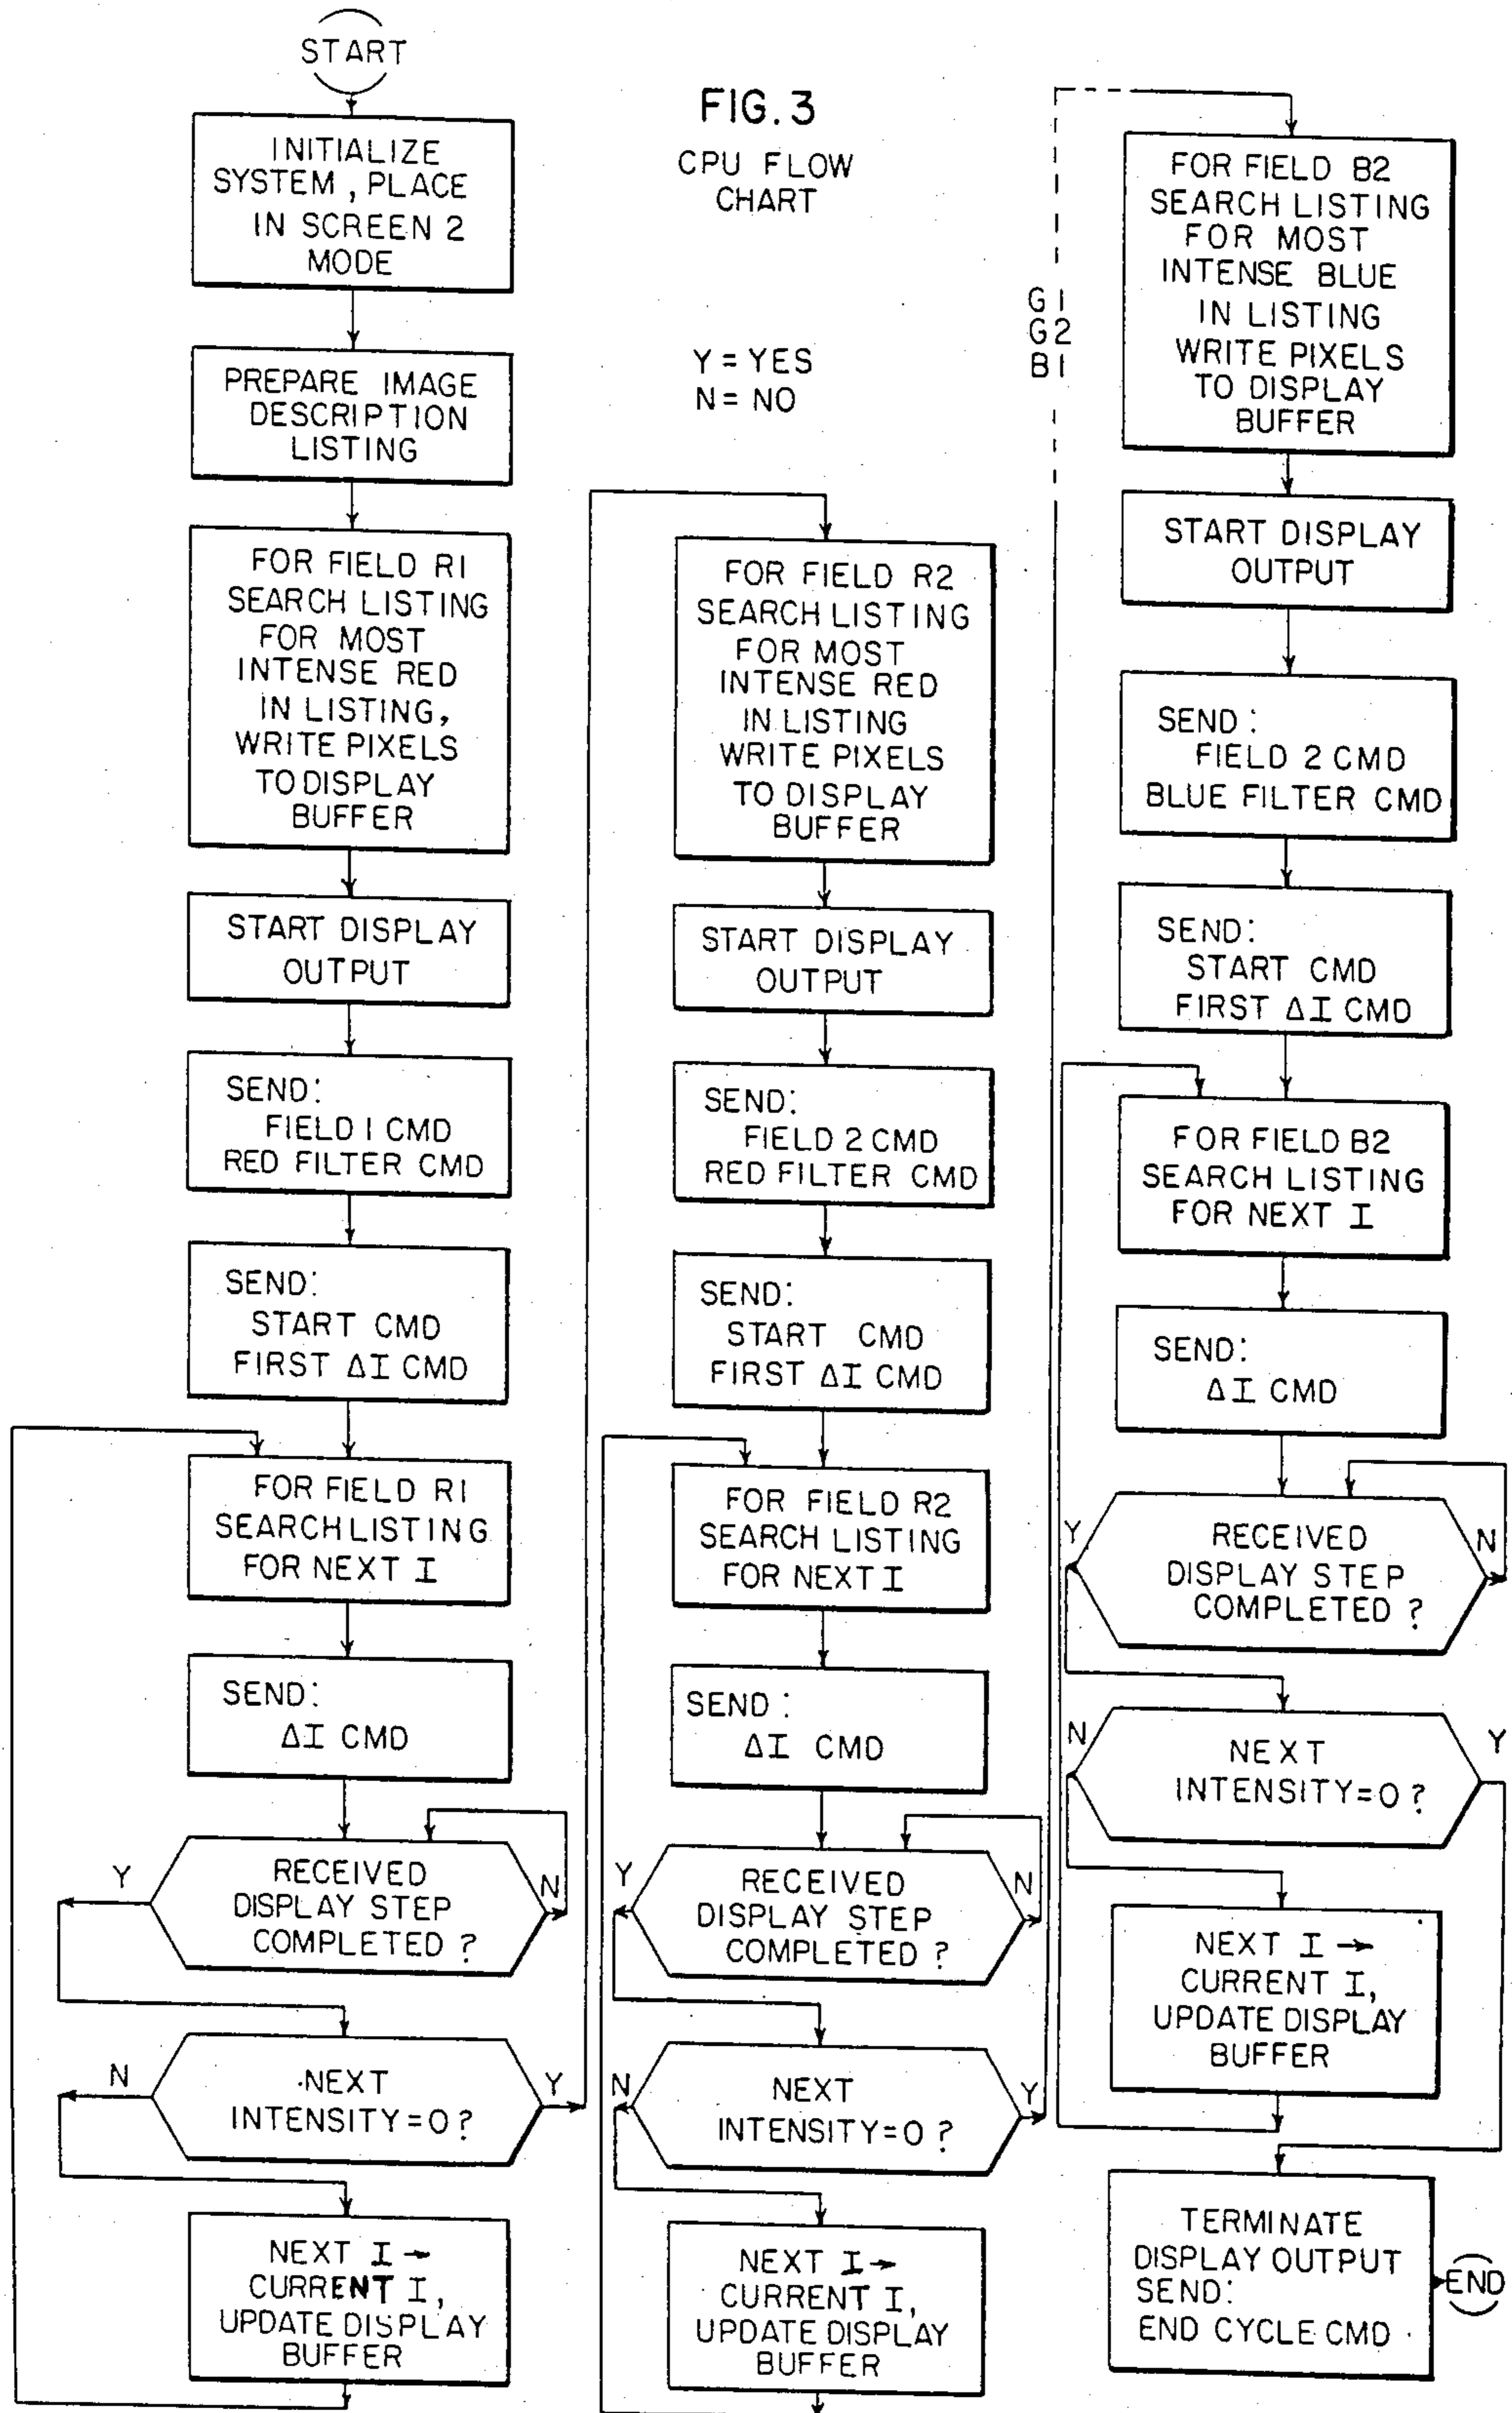 START
INITIALIZE
SYSTEM, PLACE
IN SCREEN 2
MODE
PREPARE IMAGE
DESCRIPTION
LISTING
FOR FIELD R1
SEARCH LISTING
FOR MOST
INTENSE RED
IN LISTING,
WRITE PIXELS
TO DISPLAY
BUFFER
START DISPLAY
OUTPUT
SEND:
FIELD 1 CMD
RED FILTER CMD
SEND:
START CMD
FIRST ΔI CMD
FOR FIELD R1
SEARCH LISTING
FOR NEXT I
SEND:
ΔI CMD
RECEIVED
DISPLAY STEP
COMPLETED ?
Y
N
NEXT
INTENSITY=0 ?
N
Y
NEXT I →
CURRENT I,
UPDATE DISPLAY
BUFFER
FIG. 3
CPU FLOW
CHART
Y = YES
N = NO
FOR FIELD R2
SEARCH LISTING
FOR MOST
INTENSE RED
IN LISTING
WRITE PIXELS
TO DISPLAY
BUFFER
START DISPLAY
OUTPUT
SEND:
FIELD 2 CMD
RED FILTER CMD
SEND:
START CMD
FIRST ΔI CMD
FOR FIELD R2
SEARCH LISTING
FOR NEXT I
SEND:
ΔI CMD
RECEIVED
DISPLAY STEP
COMPLETED ?
Y
N
NEXT
INTENSITY=0 ?
N
Y
NEXT I →
CURRENT I,
UPDATE DISPLAY
BUFFER
G1
G2
B1
FOR FIELD B2
SEARCH LISTING
FOR MOST
INTENSE BLUE
IN LISTING
WRITE PIXELS
TO DISPLAY
BUFFER
START DISPLAY
OUTPUT
SEND:
FIELD 2 CMD
BLUE FILTER CMD
SEND:
START CMD
FIRST ΔI CMD
FOR FIELD B2
SEARCH LISTING
FOR NEXT I
SEND:
ΔI CMD
RECEIVED
DISPLAY STEP
COMPLETED ?
Y
N
NEXT
INTENSITY=0 ?
N
Y
NEXT I →
CURRENT I,
UPDATE DISPLAY
BUFFER
TERMINATE
DISPLAY OUTPUT
SEND:
END CYCLE CMD
END